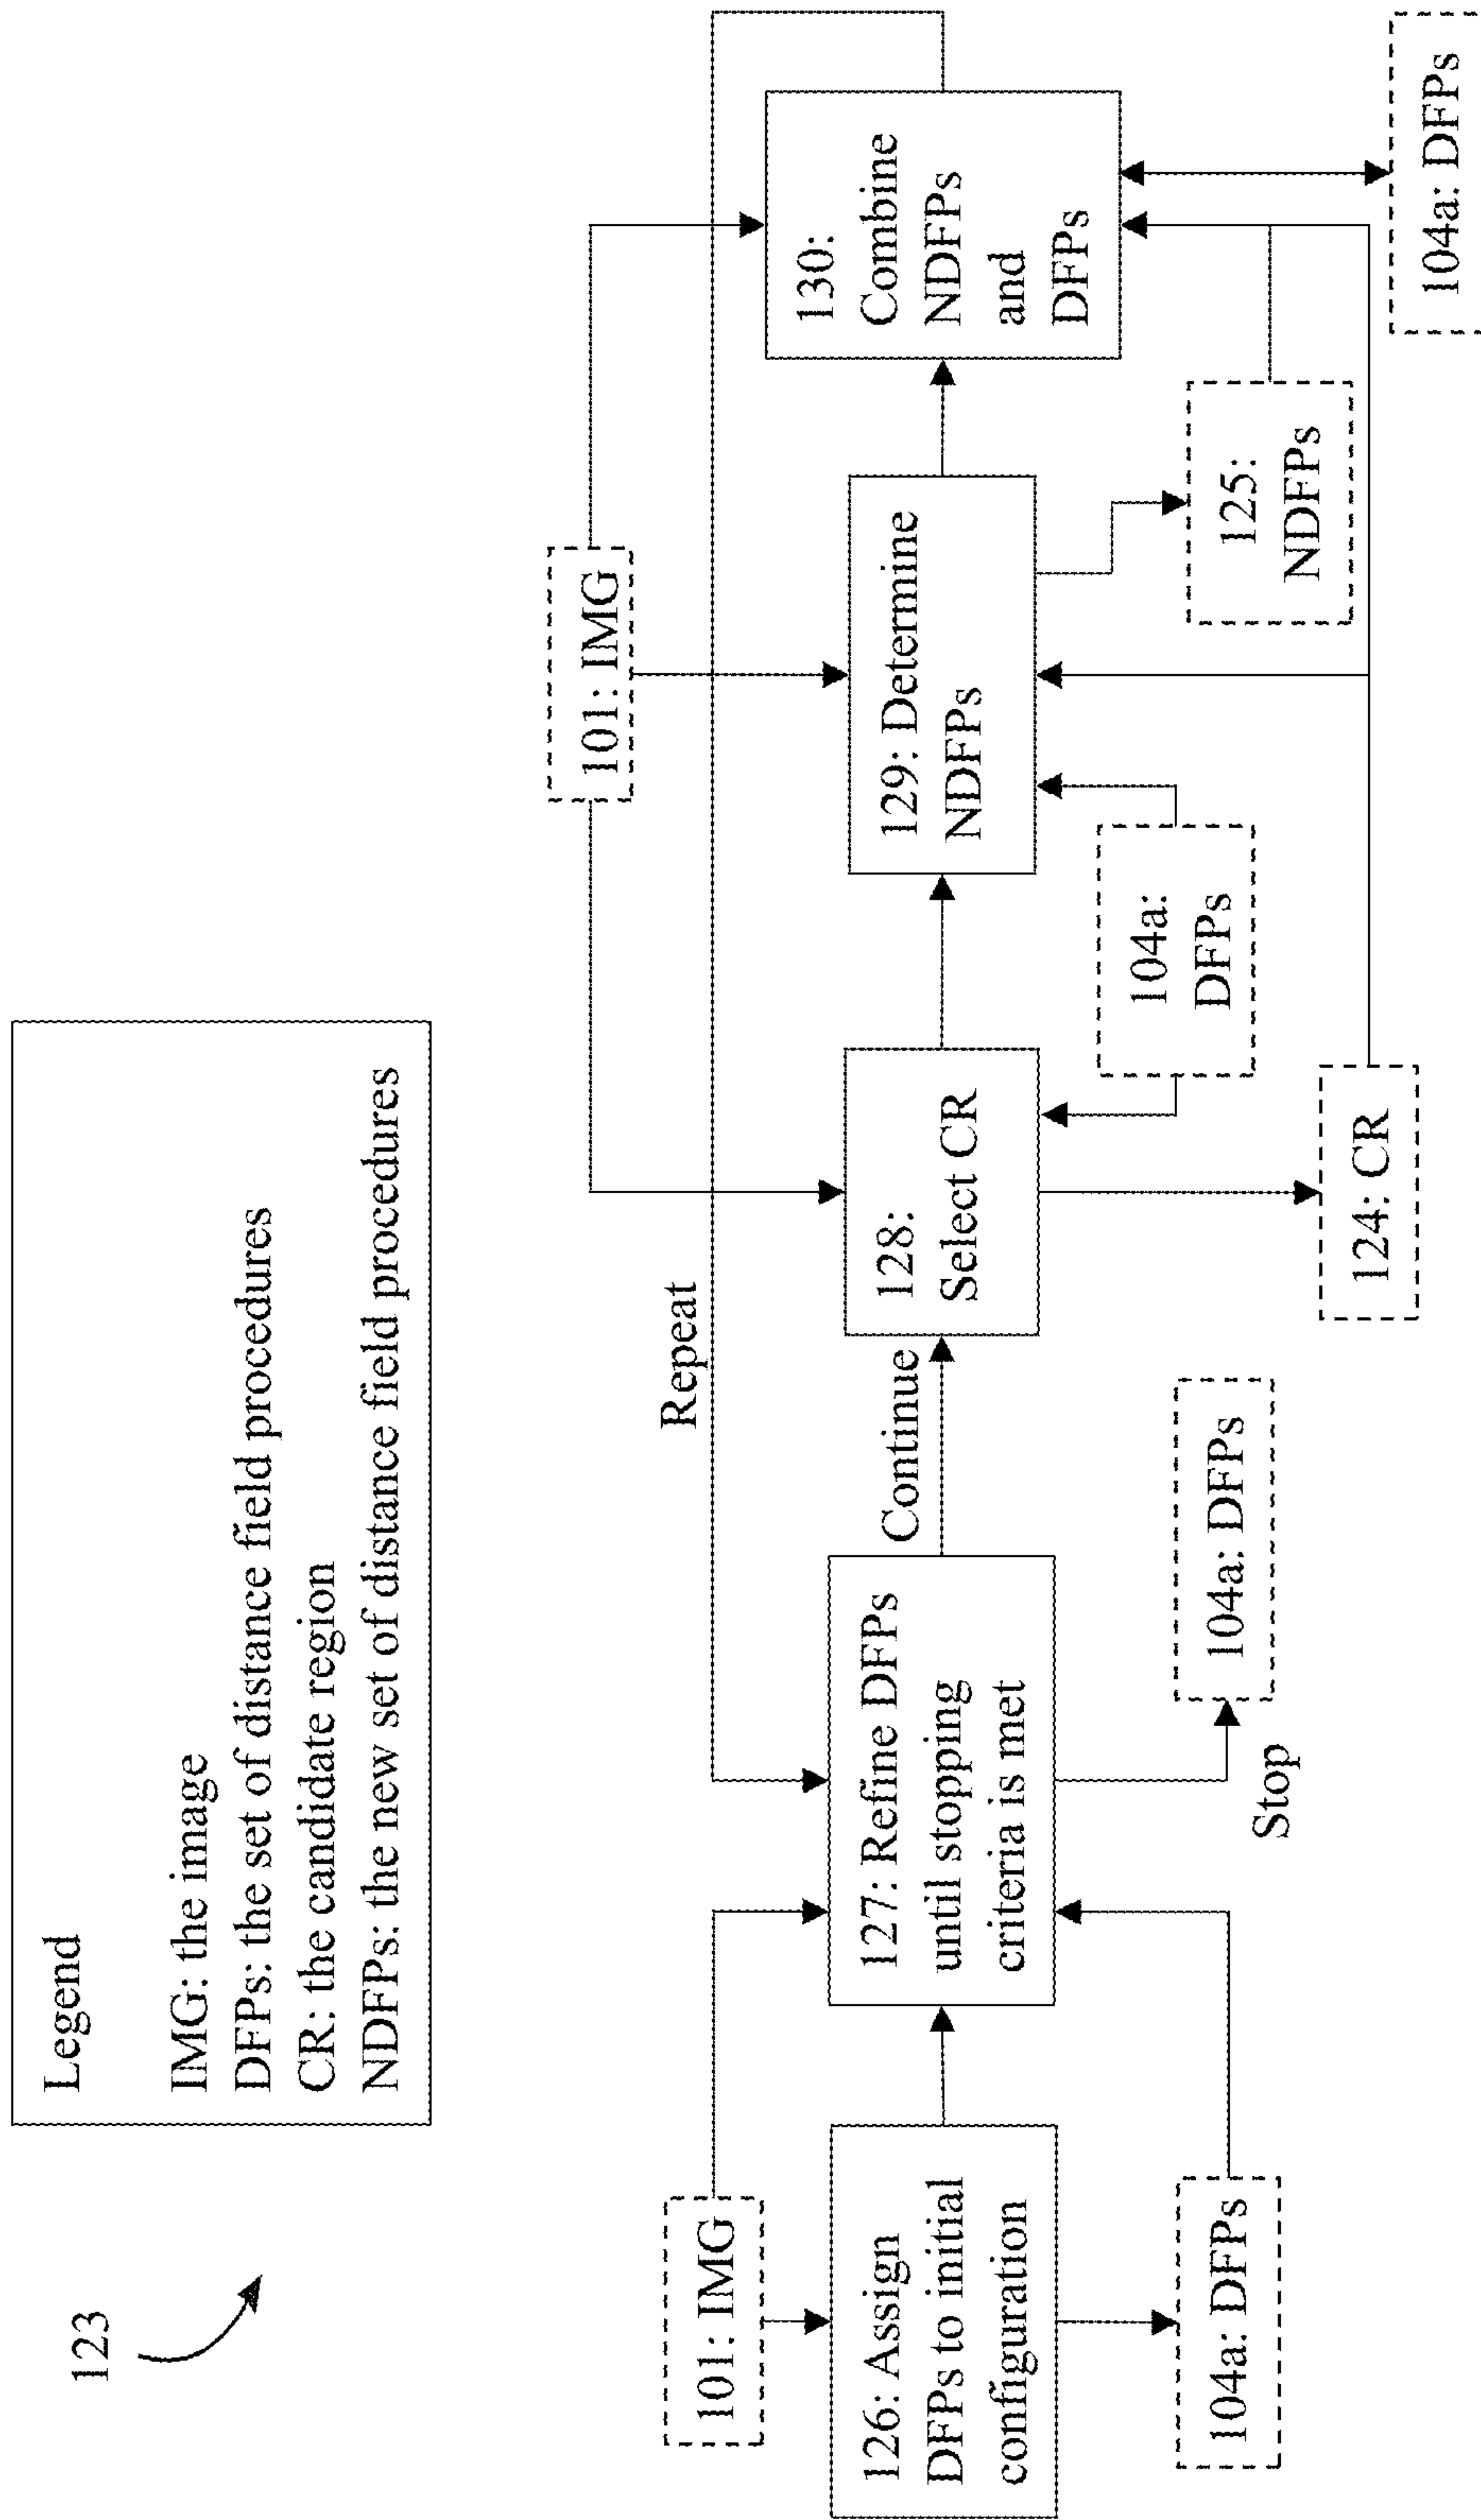 123
Legend
IMG: the image
DFPs: the set of distance field procedures
CR: the candidate region
NDFPs: the new set of distance field procedures
101: IMG
126: Assign
DFPs to initial
configuration
104a: DFPs
127: Refine DFPs
until stopping
criteria is met
Stop
104a: DFPs
Repeat
Continue
128:
Select CR
124: CR
101: IMG
104a:
DFPs
129: Determine
NDFPs
125:
NDFPs
130:
Combine
NDFPs
and
DFPs
104a: DFPs